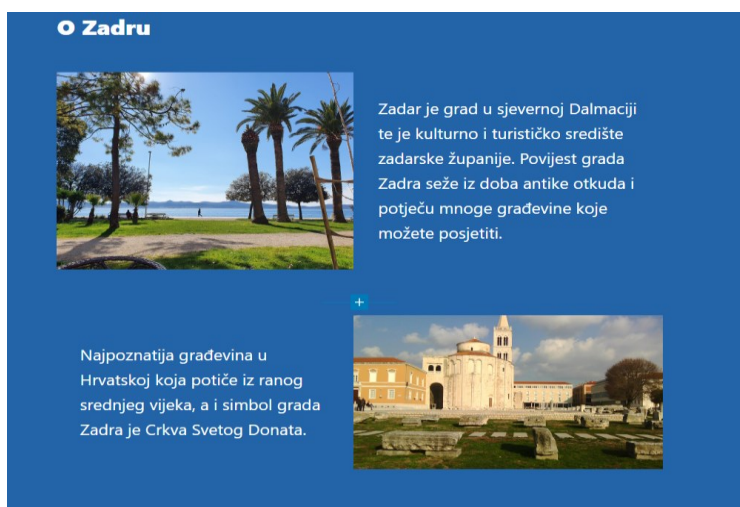 O Zadru
Zadar je grad u sjevernoj Dalmaciji
te je kulturno i turističko središte
zadarske županije. Povijest grada
Zadra seže iz doba antike otkuda i
potječu mnoge građevine koje
možete posjetiti.
+
Najpoznatija građevina u
Hrvatskoj koja potiče iz ranog
srednjeg vijeka, a i simbol grada
Zadra je Crkva Svetog Donata.